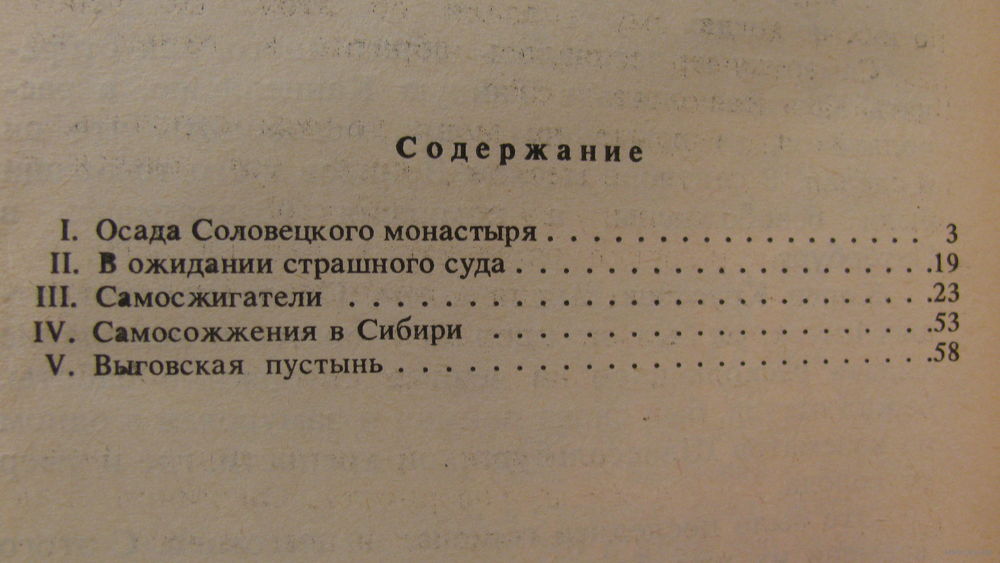 Содержание
I. Осада Соловецкого монастыря . . . . . . . . . . . . . . . . . . 3
II. В ожидании страшного суда . . . . . . . . . . . . . . . . . . .19
III. Самосжигатели . . . . . . . . . . . . . . . . . . . . . . . . . .23
IV. Самосожжения в Сибири . . . . . . . . . . . . . . . . . . . .53
V. Выговская пустынь . . . . . . . . . . . . . . . . . . . . . . . .58